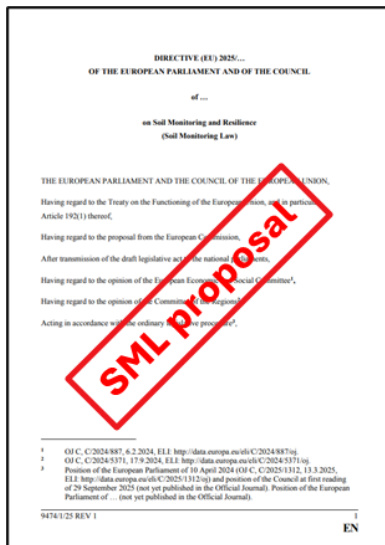 DIRECTIVE (EU) 2025/…
OF THE EUROPEAN PARLIAMENT AND OF THE COUNCIL
of …
on Soil Monitoring and Resilience
(Soil Monitoring Law)
THE EUROPEAN PARLIAMENT AND THE COUNCIL OF THE EUROPEAN UNION,
Having regard to the Treaty on the Functioning of the European Union, and in particular
Article 192(1) thereof,
Having regard to the proposal from the European Commission,
After transmission of the draft legislative act to the national parliaments,
Having regard to the opinion of the European Economic and Social Committee¹,
Having regard to the opinion of the Committee of the Regions²,
Acting in accordance with the ordinary legislative procedure³,
SML proposal
¹ OJ C, C/2024/887, 6.2.2024, ELI: http://data.europa.eu/eli/C/2024/887/oj.
² OJ C, C/2024/5371, 17.9.2024, ELI: http://data.europa.eu/eli/C/2024/5371/oj.
³ Position of the European Parliament of 10 April 2024 (OJ C, C/2025/1312, 13.3.2025,
ELI: http://data.europa.eu/eli/C/2025/1312/oj) and position of the Council at first reading
of 29 September 2025 (not yet published in the Official Journal). Position of the European
Parliament of … (not yet published in the Official Journal).
9474/1/25 REV 1 1
EN